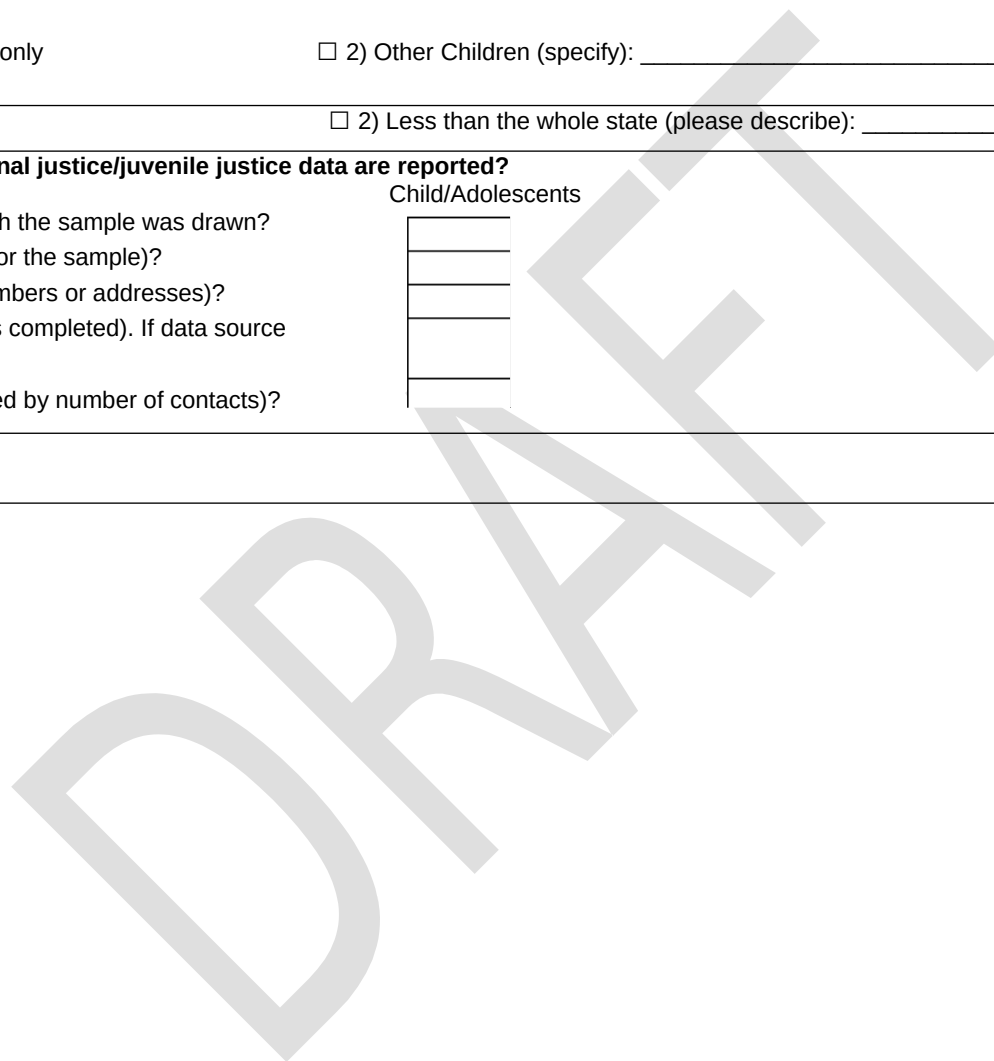 only ☐ 2) Other Children (specify): ___________________________
☐ 2) Less than the whole state (please describe): __________
nal justice/juvenile justice data are reported?
Child/Adolescents
h the sample was drawn?
or the sample)?
mbers or addresses)?
s completed). If data source
ed by number of contacts)?
DRAFT